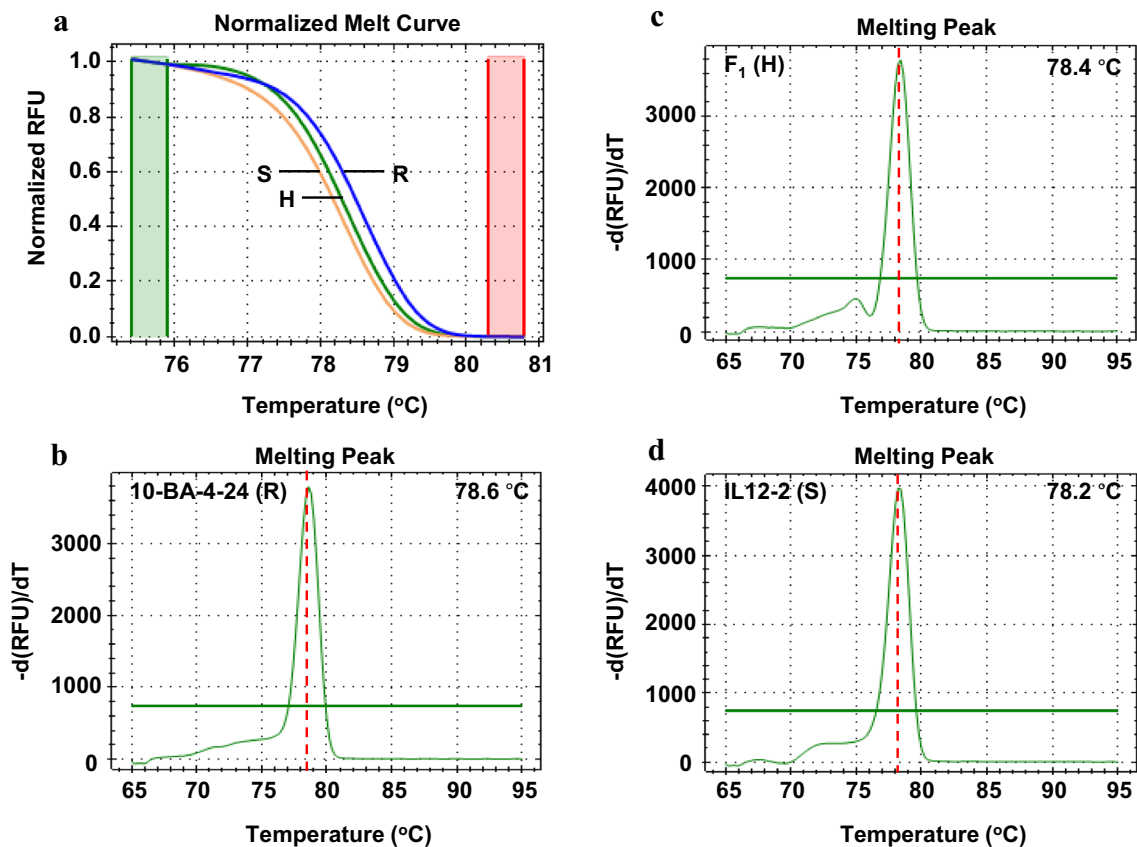 a
Normalized Melt Curve
Normalized RFU
1.0
0.8
0.6
0.4
0.2
0.0
S
R
H
76 77 78 79 80 81
Temperature (°C)
c
Melting Peak
F1 (H) 78.4 °C
-d(RFU)/dT
3000
2000
1000
0
65 70 75 80 85 90 95
Temperature (°C)
b
Melting Peak
10-BA-4-24 (R) 78.6 °C
-d(RFU)/dT
3000
2000
1000
0
65 70 75 80 85 90 95
Temperature (°C)
d
Melting Peak
IL12-2 (S) 78.2 °C
-d(RFU)/dT
4000
3000
2000
1000
0
65 70 75 80 85 90 95
Temperature (°C)